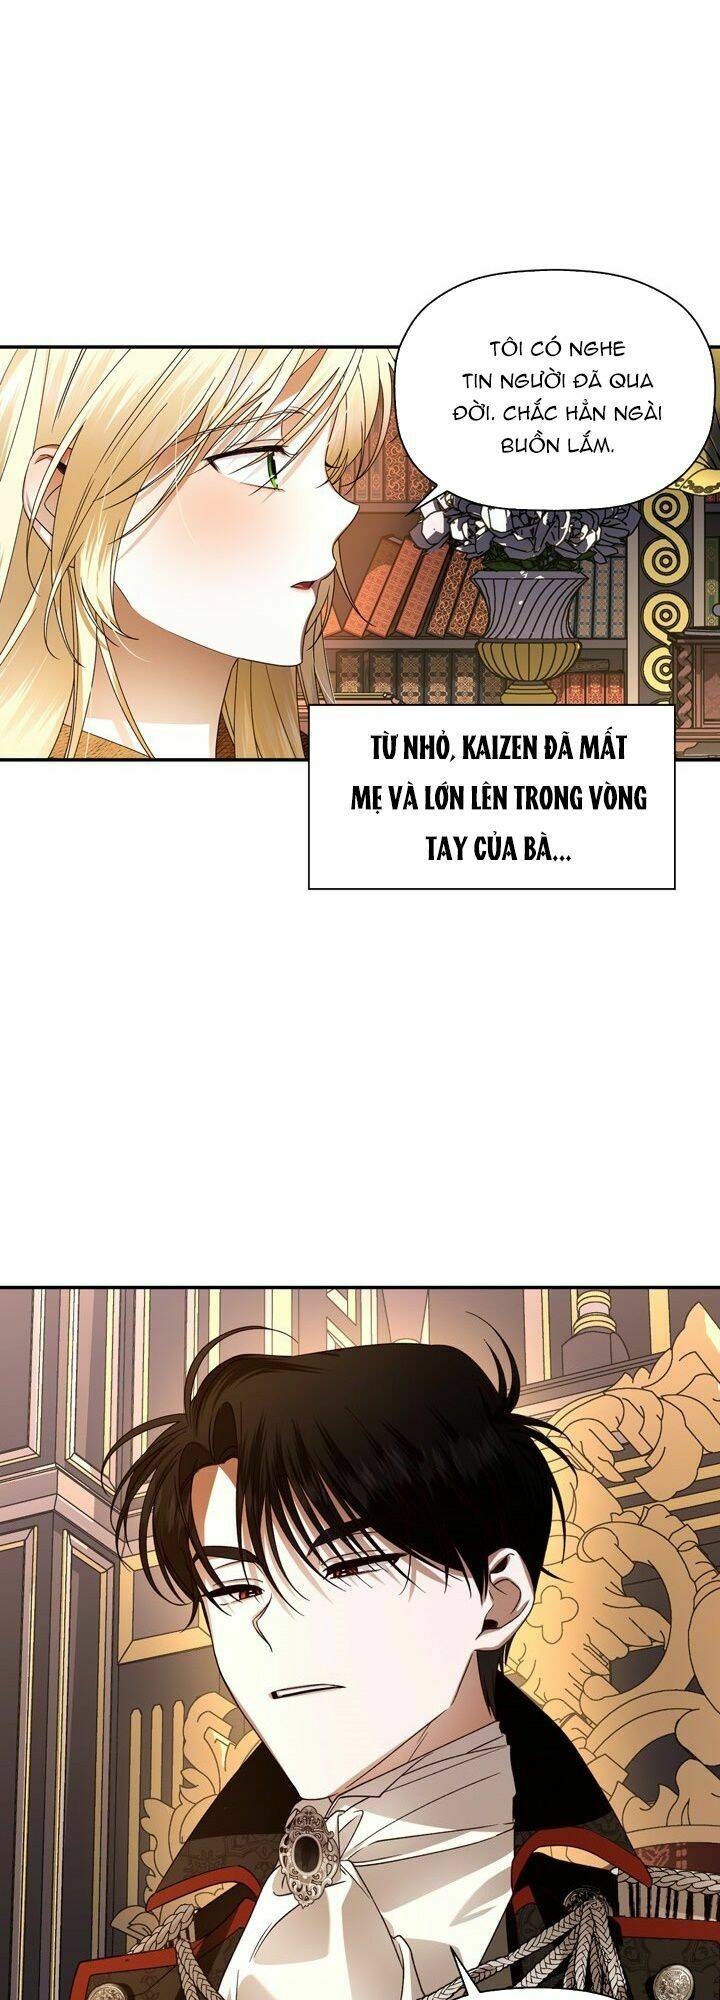 TÔI CÓ NGHE
TIN NGƯỜI ĐÃ QUA
ĐỜI. CHẮC HẲN NGÀI
BUỒN LẮM.
TỪ NHỎ, KAIZEN ĐÃ MẤT
MẸ VÀ LỚN LÊN TRONG VÒNG
TAY CỦA BÀ...